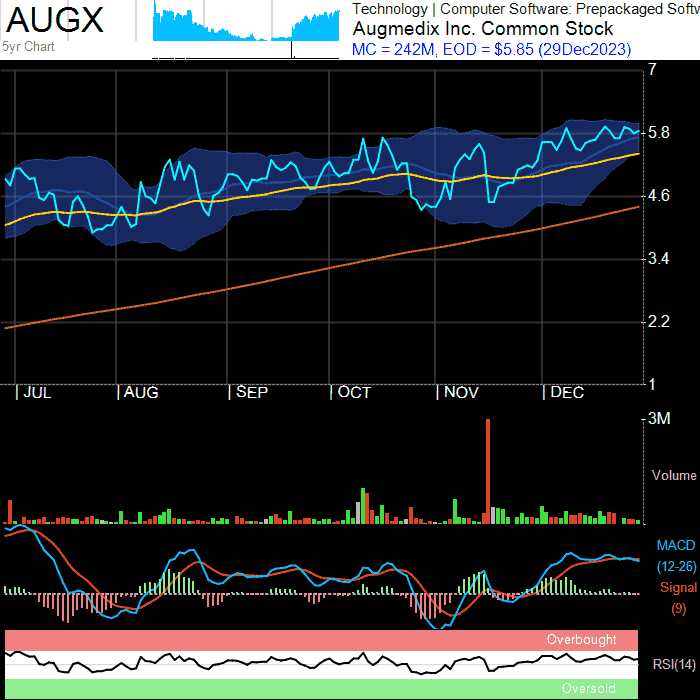 AUGX
5yr Chart
Technology | Computer Software: Prepackaged Softw
Augmedix Inc. Common Stock
MC = 242M, EOD = $5.85 (29Dec2023)
7
5.8
4.6
3.4
2.2
1
JUL
AUG
SEP
OCT
NOV
DEC
3M
Volume
MACD
(12-26)
Signal
(9)
Overbought
RSI(14)
Oversold